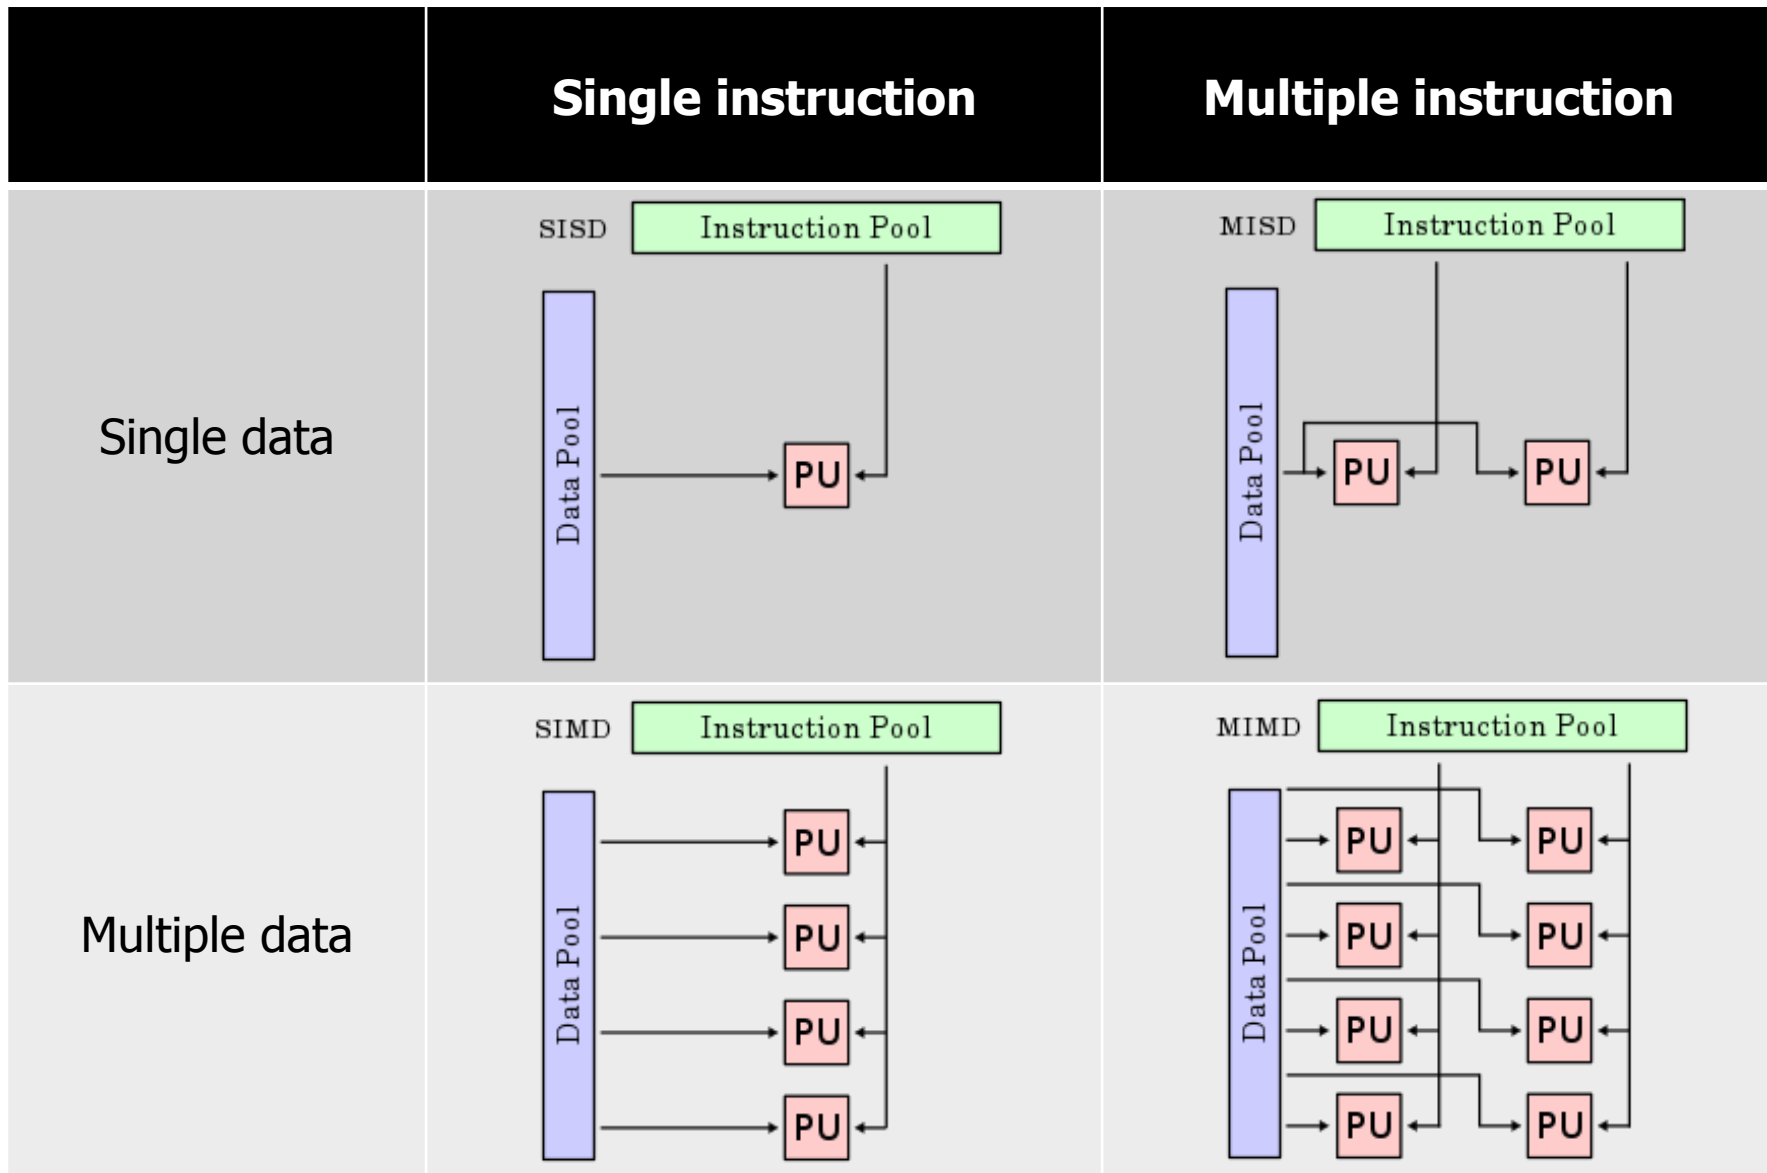 Single instruction
Multiple instruction
Single data
SISD
Instruction Pool
Data Pool
PU
MISD
Instruction Pool
Data Pool
PU
PU
Multiple data
SIMD
Instruction Pool
Data Pool
PU
PU
PU
PU
MIMD
Instruction Pool
Data Pool
PU
PU
PU
PU
PU
PU
PU
PU